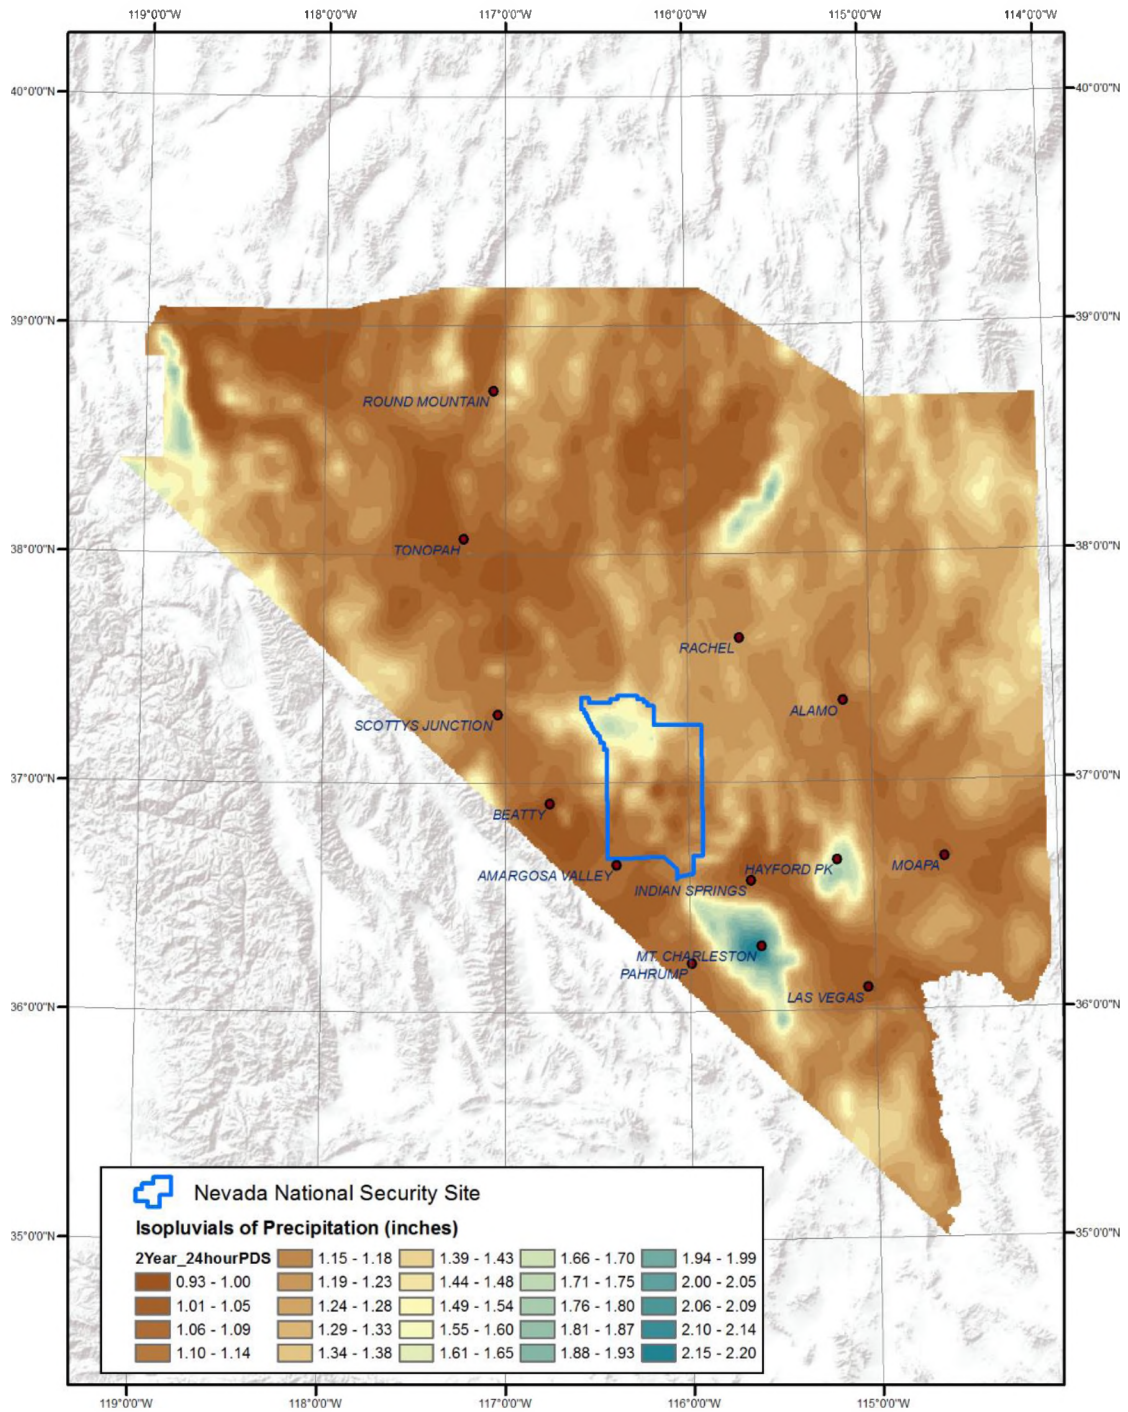 119°0'0"W 118°0'0"W 117°0'0"W 116°0'0"W 115°0'0"W 114°0'0"W
40°0'0"N 40°0'0"N
39°0'0"N 39°0'0"N
ROUND MOUNTAIN
38°0'0"N 38°0'0"N
TONOPAH
RACHEL
ALAMO
SCOTTYS JUNCTION
37°0'0"N 37°0'0"N
BEATTY
HAYFORD PK MOAPA
AMARGOSA VALLEY
INDIAN SPRINGS
MT. CHARLESTON
PAHRUMP
LAS VEGAS
36°0'0"N 36°0'0"N
35°0'0"N 35°0'0"N
Nevada National Security Site
Isopluvials of Precipitation (inches)
2Year_24hourPDS 1.15 - 1.18 1.39 - 1.43 1.66 - 1.70 1.94 - 1.99
0.93 - 1.00 1.19 - 1.23 1.44 - 1.48 1.71 - 1.75 2.00 - 2.05
1.01 - 1.05 1.24 - 1.28 1.49 - 1.54 1.76 - 1.80 2.06 - 2.09
1.06 - 1.09 1.29 - 1.33 1.55 - 1.60 1.81 - 1.87 2.10 - 2.14
1.10 - 1.14 1.34 - 1.38 1.61 - 1.65 1.88 - 1.93 2.15 - 2.20
119°0'0"W 118°0'0"W 117°0'0"W 116°0'0"W 115°0'0"W